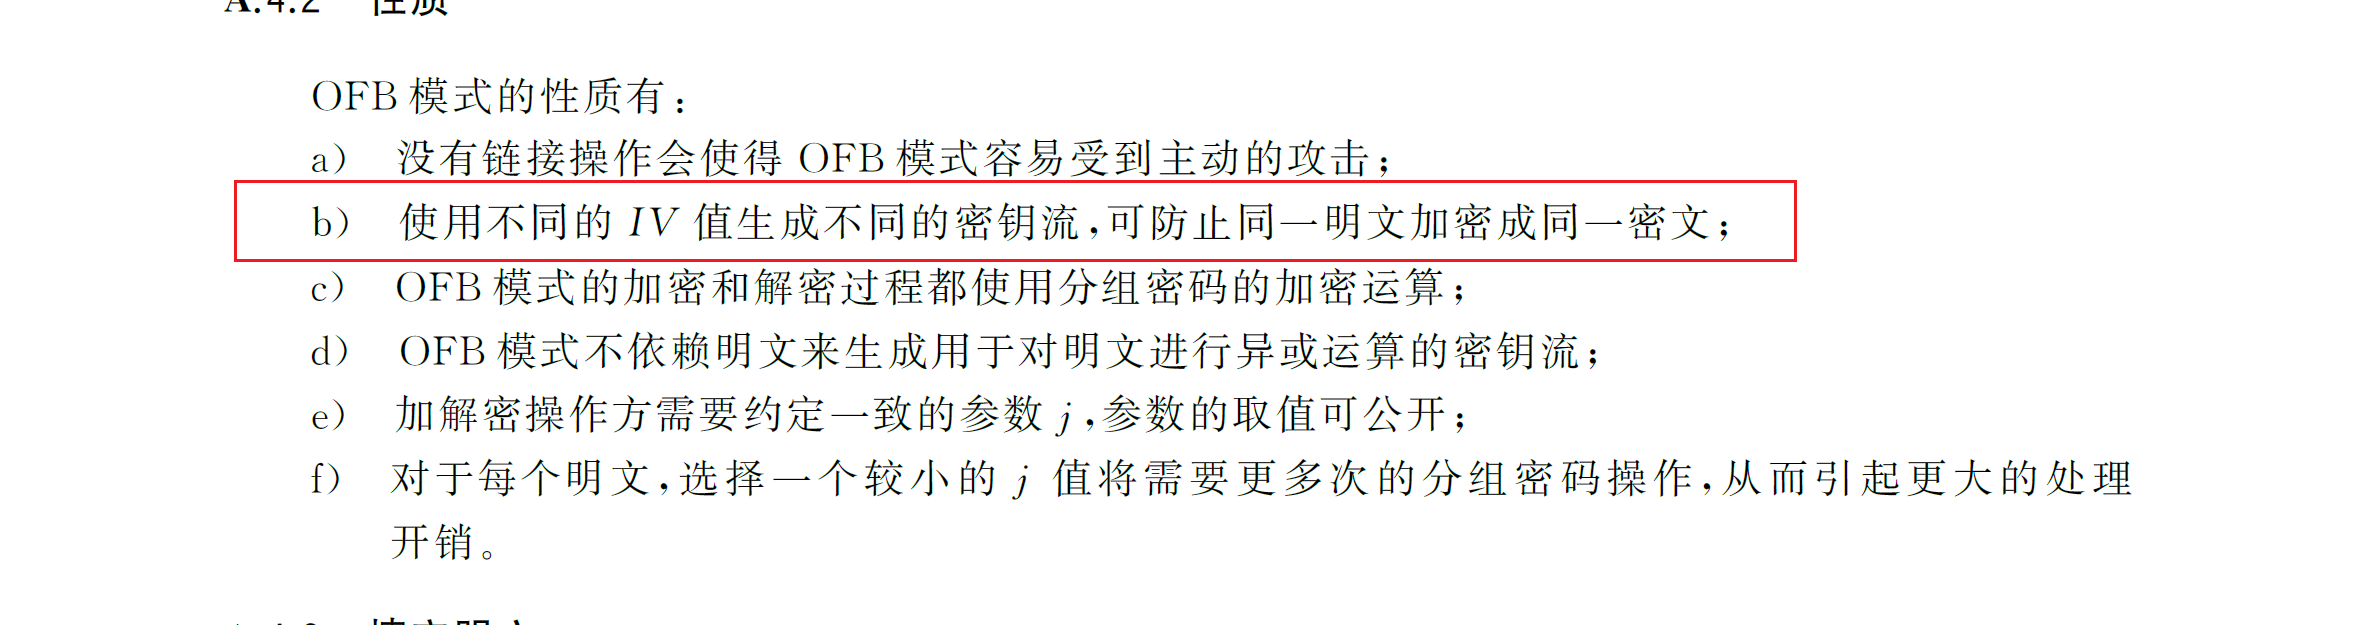 A.4.2 性质
OFB 模式的性质有：
a） 没有链接操作会使得 OFB 模式容易受到主动的攻击；
b） 使用不同的 IV 值生成不同的密钥流，可防止同一明文加密成同一密文；
c） OFB 模式的加密和解密过程都使用分组密码的加密运算；
d） OFB 模式不依赖明文来生成用于对明文进行异或运算的密钥流；
e） 加解密操作方需要约定一致的参数 j，参数的取值可公开；
f） 对于每个明文，选择一个较小的 j 值将需要更多次的分组密码操作，从而引起更大的处理
开销。